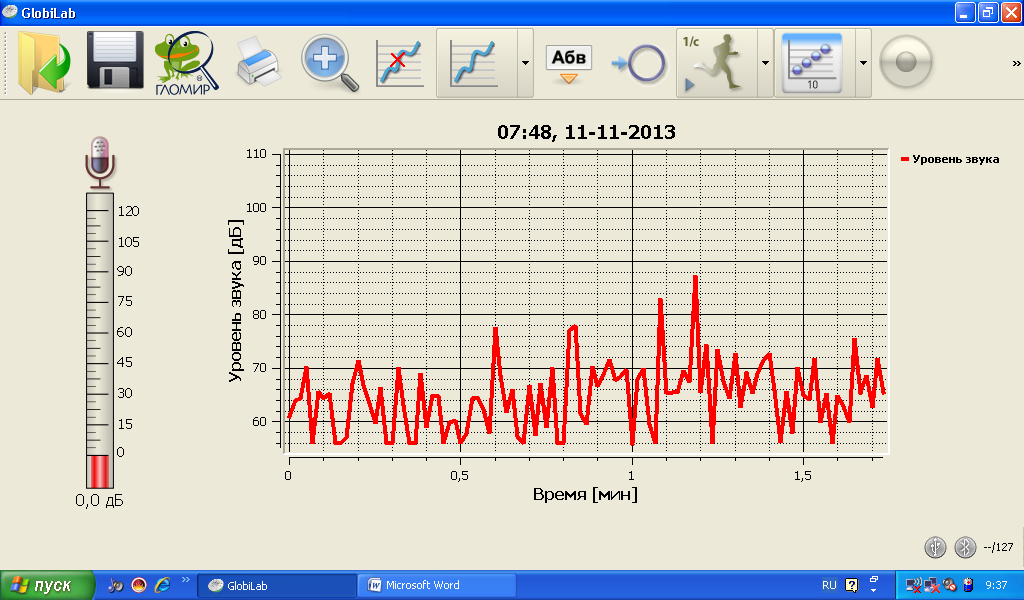 GlobiLab
ГЛОМИР®
Абв
1/с
10
»
07:48, 11-11-2013
Уровень звука
Уровень звука [дБ]
110
100
90
80
70
60
0
0,5
1
1,5
Время [мин]
120
105
90
75
60
45
30
15
0
0,0 дБ
--/127
пуск
»
GlobiLab
Microsoft Word
RU
?
9:37